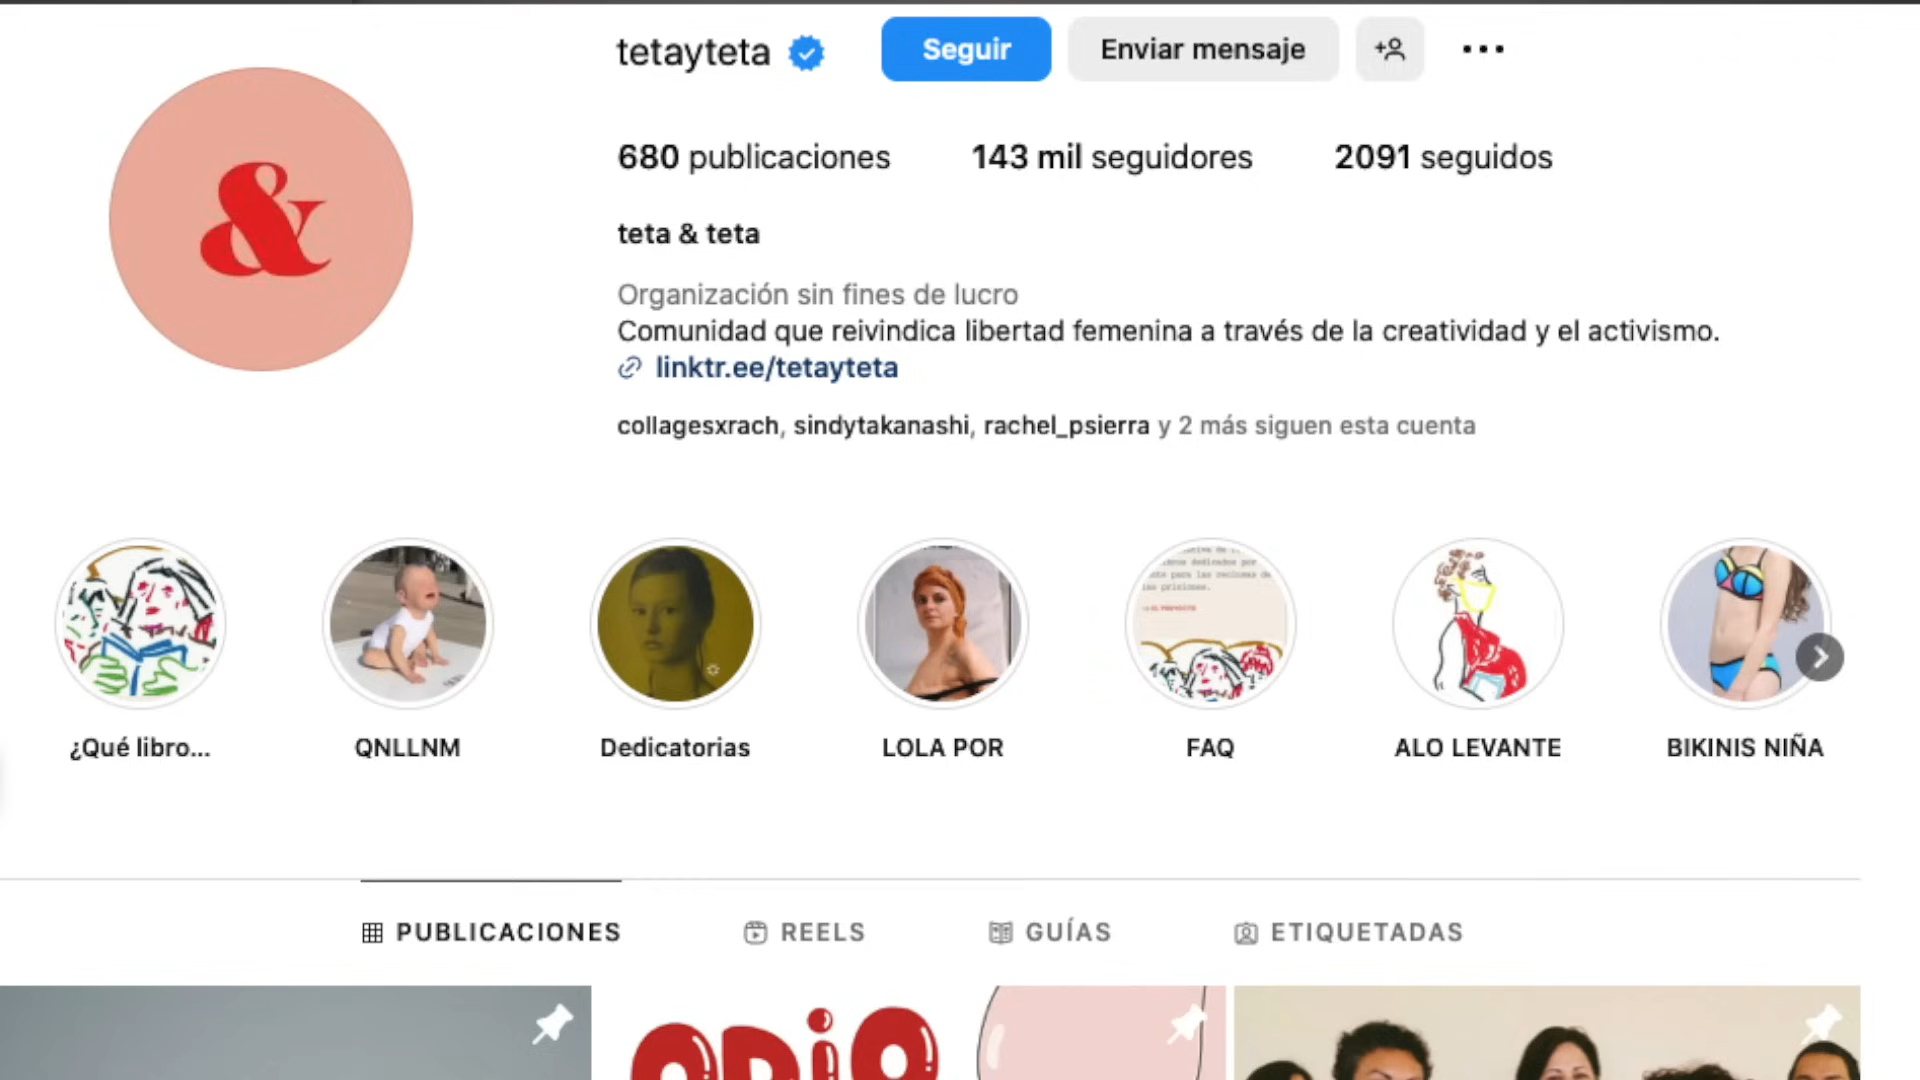 tetayteta
Seguir
Enviar mensaje
680 publicaciones
143 mil seguidores
2091 seguidos
&
teta & teta
Organización sin fines de lucro
Comunidad que reivindica libertad femenina a través de la creatividad y el activismo.
linktr.ee/tetayteta
collagesxrach, sindytakanashi, rachel_psierra y 2 más siguen esta cuenta
¿Qué libro...
QNLLNM
Dedicatorias
LOLA POR
FAQ
ALO LEVANTE
BIKINIS NIÑA
PUBLICACIONES
REELS
GUÍAS
ETIQUETADAS
ODIO